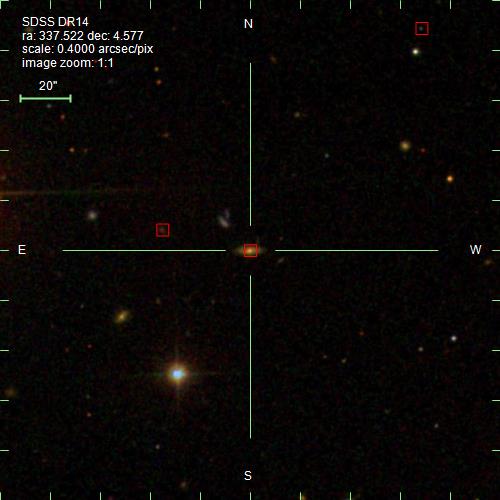 SDSS DR14
ra: 337.522 dec: 4.577
scale: 0.4000 arcsec/pix
image zoom: 1:1
20"
N
E
W
S